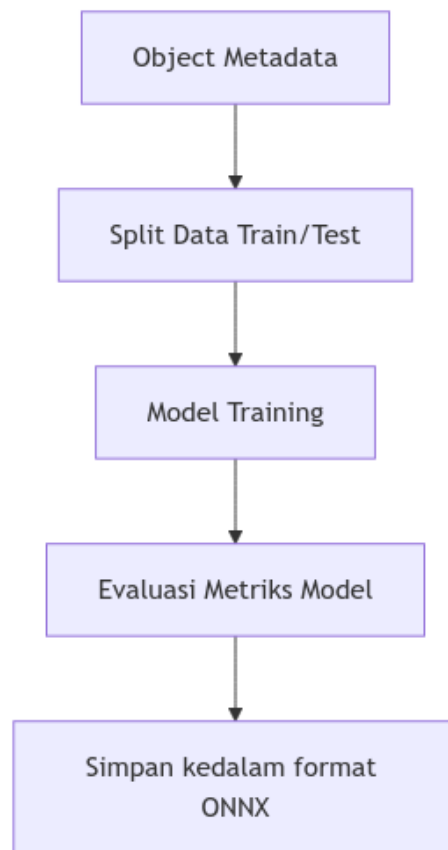 Object Metadata
Split Data Train/Test
Model Training
Evaluasi Metriks Model
Simpan kedalam format
ONNX